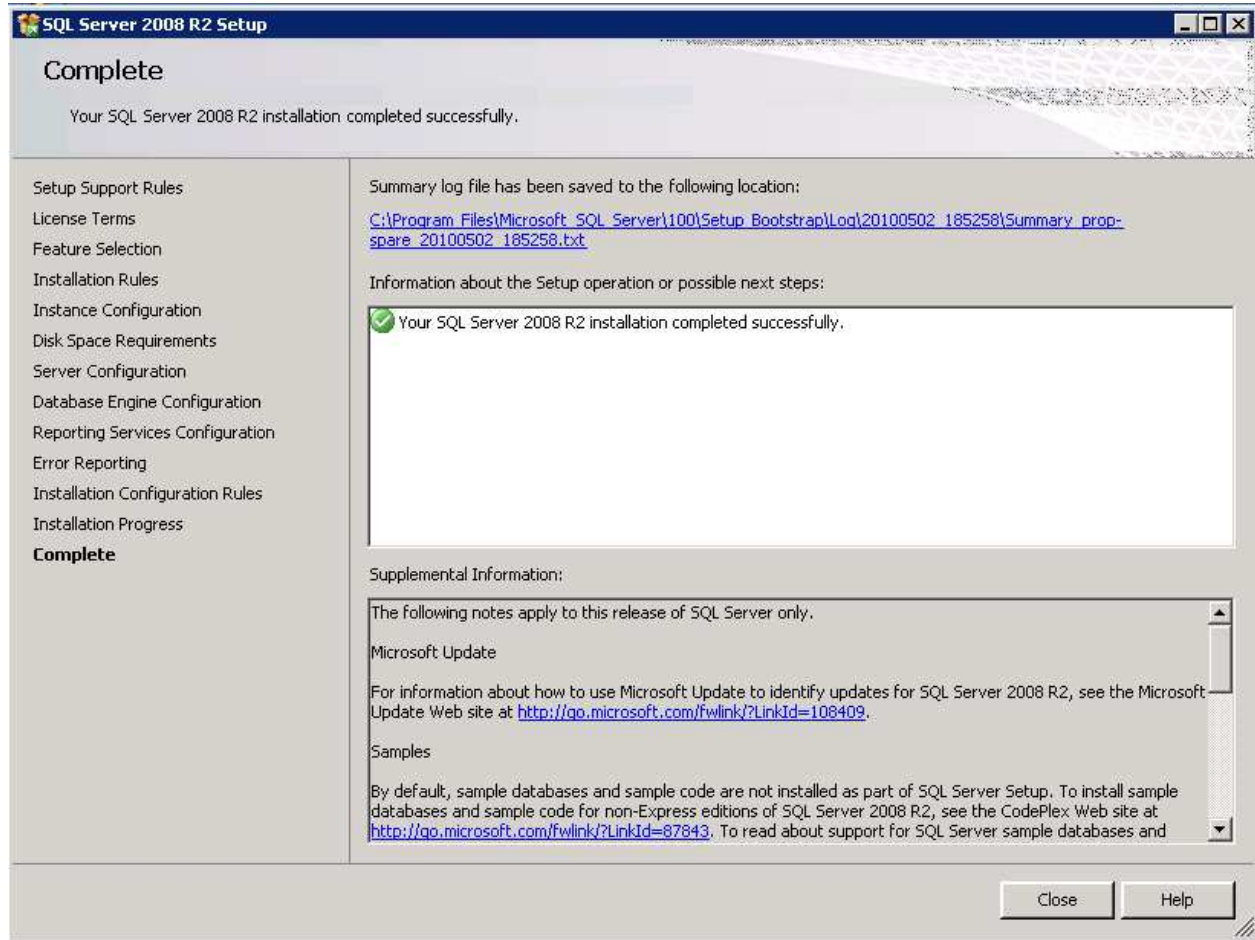 SQL Server 2008 R2 Setup
Complete
Your SQL Server 2008 R2 installation completed successfully.
Setup Support Rules
License Terms
Feature Selection
Installation Rules
Instance Configuration
Disk Space Requirements
Server Configuration
Database Engine Configuration
Reporting Services Configuration
Error Reporting
Installation Configuration Rules
Installation Progress
Complete
Summary log file has been saved to the following location:
C:\Program Files\Microsoft SQL Server\100\Setup Bootstrap\Log\20100502_185258\Summary_prop-
spare_20100502_185258.txt
Information about the Setup operation or possible next steps:
Your SQL Server 2008 R2 installation completed successfully.
Supplemental Information:
The following notes apply to this release of SQL Server only.
Microsoft Update
For information about how to use Microsoft Update to identify updates for SQL Server 2008 R2, see the Microsoft
Update Web site at http://go.microsoft.com/fwlink/?LinkId=108409.
Samples
By default, sample databases and sample code are not installed as part of SQL Server Setup. To install sample
databases and sample code for non-Express editions of SQL Server 2008 R2, see the CodePlex Web site at
http://go.microsoft.com/fwlink/?LinkId=87843. To read about support for SQL Server sample databases and
Close
Help